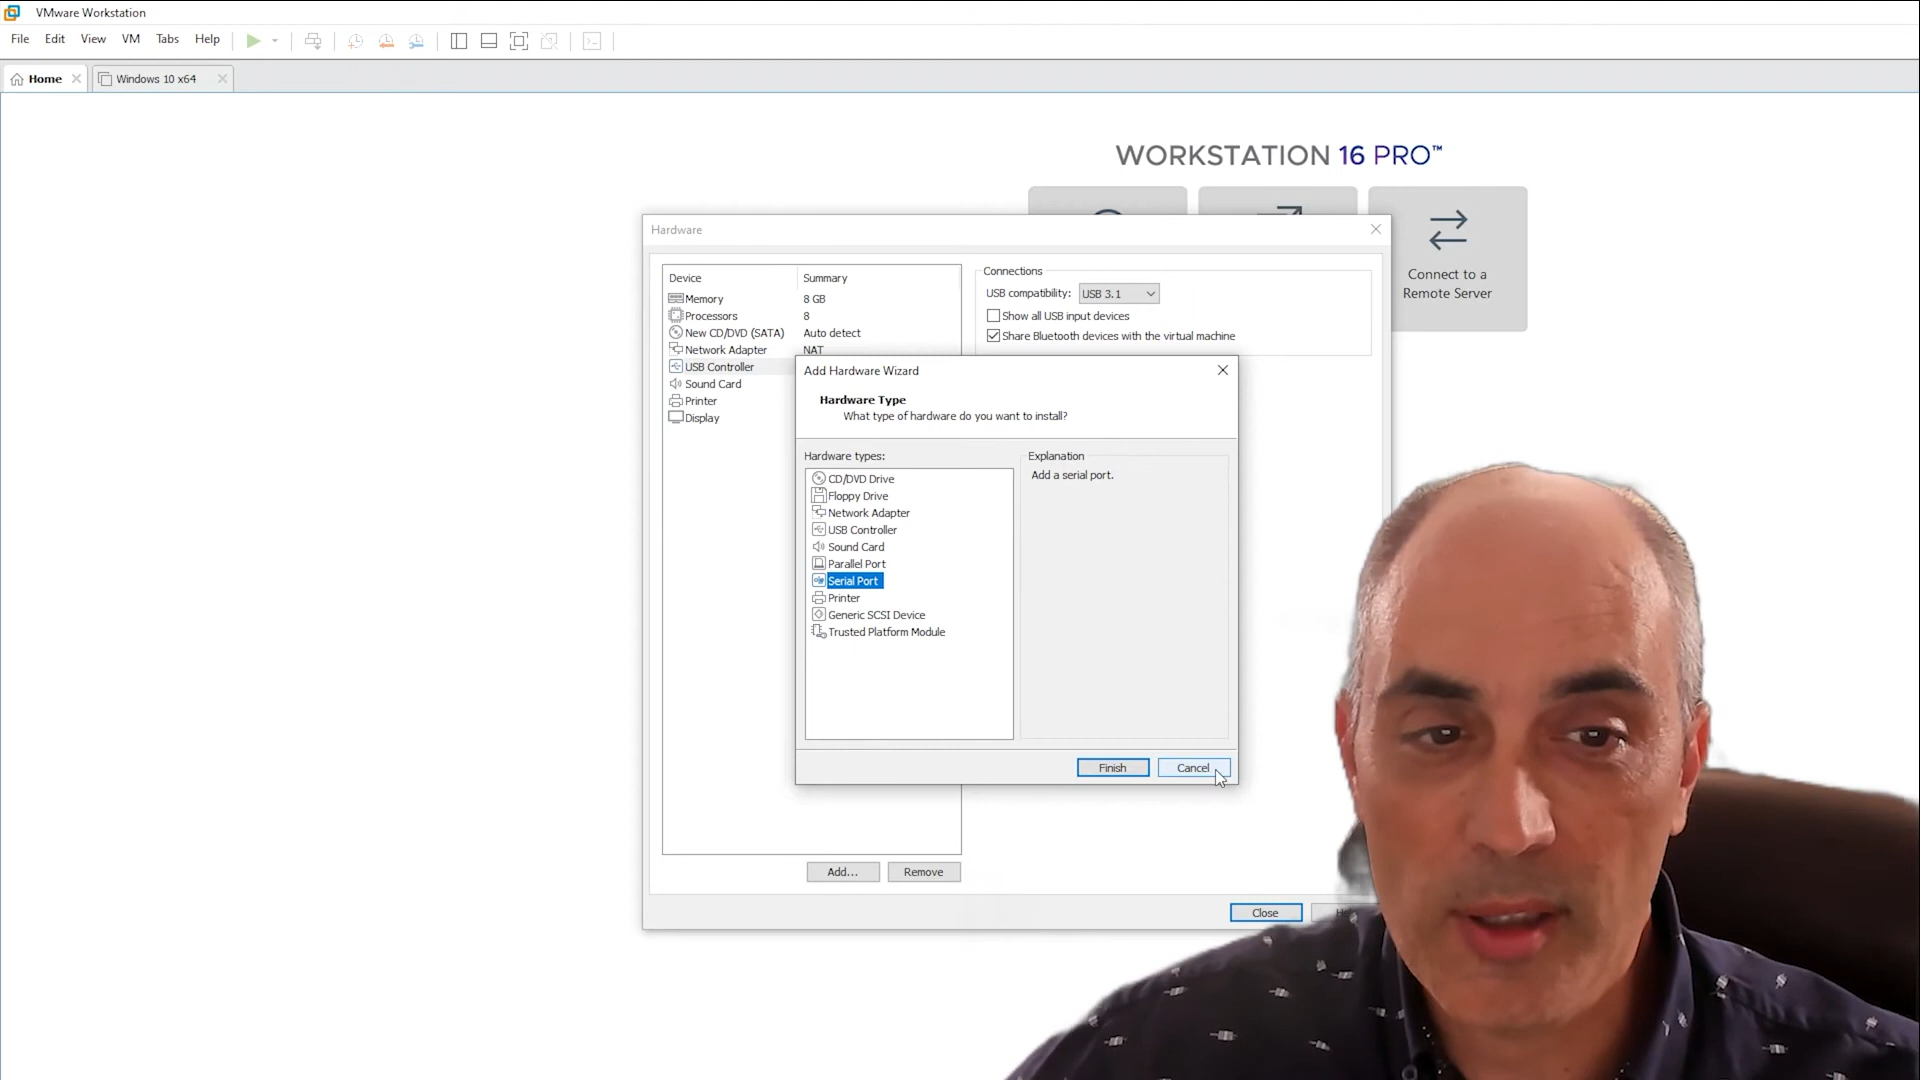 VMware Workstation
File Edit View VM Tabs Help
Home Windows 10 x64
WORKSTATION 16 PRO™
Connect to a
Remote Server
Hardware
Device Summary
Memory 8 GB
Processors 8
New CD/DVD (SATA) Auto detect
Network Adapter NAT
USB Controller
Sound Card
Printer
Display
Connections
USB compatibility: USB 3.1
Show all USB input devices
Share Bluetooth devices with the virtual machine
Add Hardware Wizard
Hardware Type
What type of hardware do you want to install?
Hardware types:
CD/DVD Drive
Floppy Drive
Network Adapter
USB Controller
Sound Card
Parallel Port
Serial Port
Printer
Generic SCSI Device
Trusted Platform Module
Explanation
Add a serial port.
Finish Cancel
Add... Remove
Close